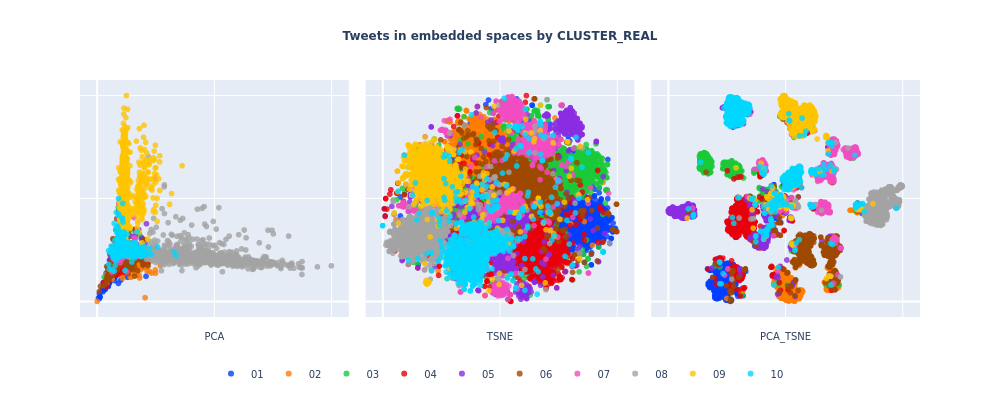 Tweets in embedded spaces by CLUSTER_REAL
PCA
TSNE
PCA_TSNE
01 02 03 04 05 06 07 08 09 10